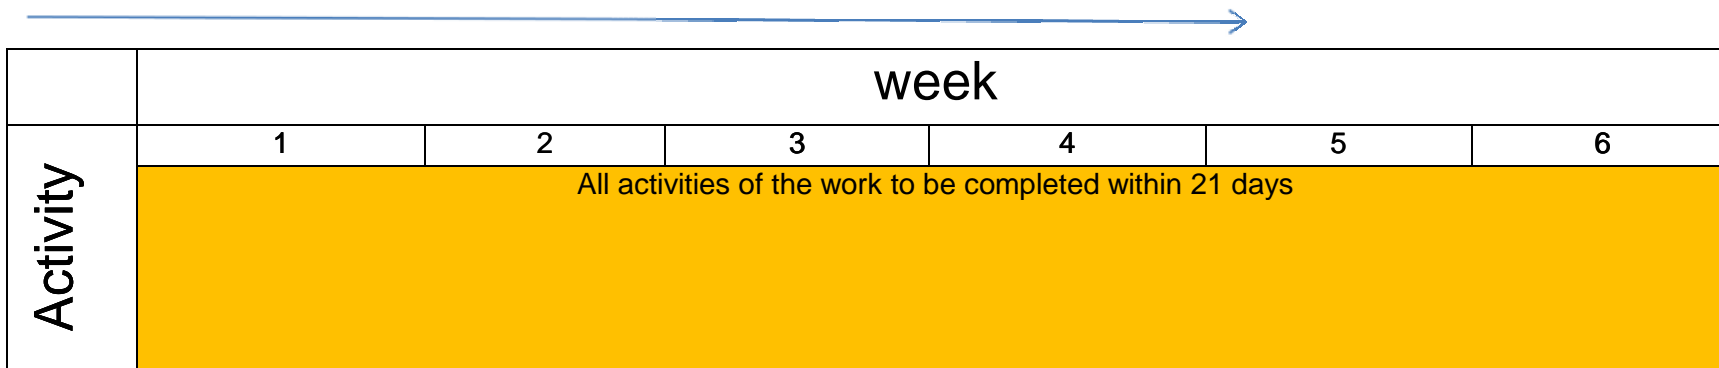 week
1 2 3 4 5 6
Activity
All activities of the work to be completed within 21 days